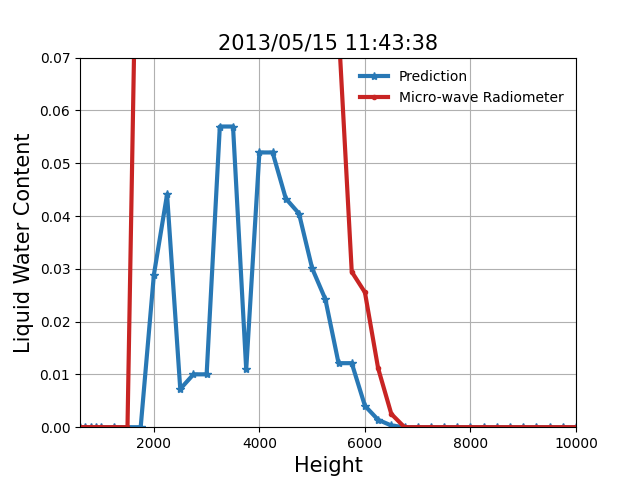 2013/05/15 11:43:38
0.07
0.06
0.05
0.04
0.03
0.02
0.01
0.00
Liquid Water Content
Prediction
Micro-wave Radiometer
2000 4000 6000 8000 10000
Height